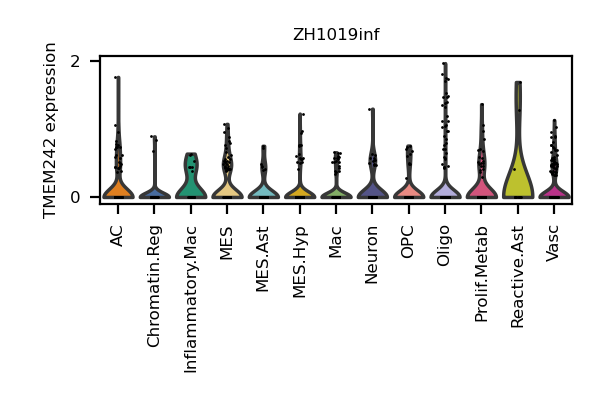 ZH1019inf
TMEM242 expression
2
0
AC
Chromatin.Reg
Inflammatory.Mac
MES
MES.Ast
MES.Hyp
Mac
Neuron
OPC
Oligo
Prolif.Metab
Reactive.Ast
Vasc